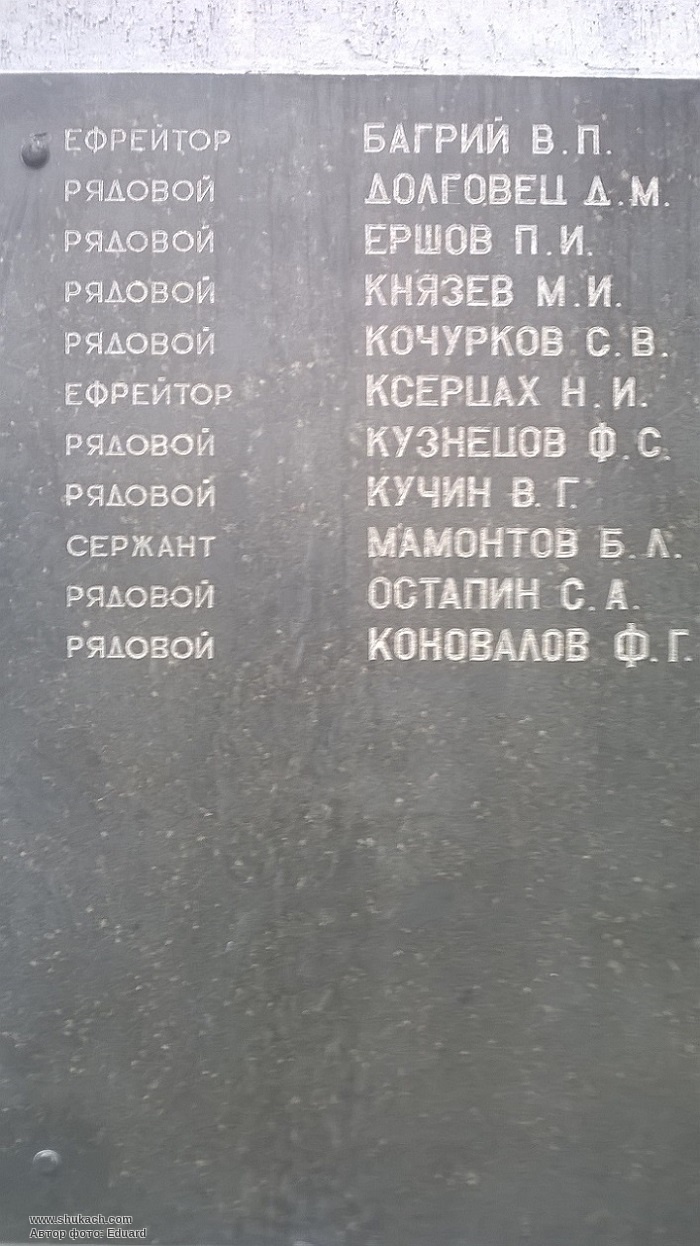 ЕФРЕЙТОР БАГРИЙ В.П.
РЯДОВОЙ ДОЛГОВЕЦ Д.М.
РЯДОВОЙ ЕРШОВ П.И.
РЯДОВОЙ КНЯЗЕВ М.И.
РЯДОВОЙ КОЧУРКОВ С.В.
ЕФРЕЙТОР КСЕРЦАХ Н.И.
РЯДОВОЙ КУЗНЕЦОВ Ф.С.
РЯДОВОЙ КУЧИН В.Г.
СЕРЖАНТ МАМОНТОВ Б.Л.
РЯДОВОЙ ОСТАПИН С.А.
РЯДОВОЙ КОНОВАЛОВ Ф.Г.
www.shukach.com
Автор фото: Eduard